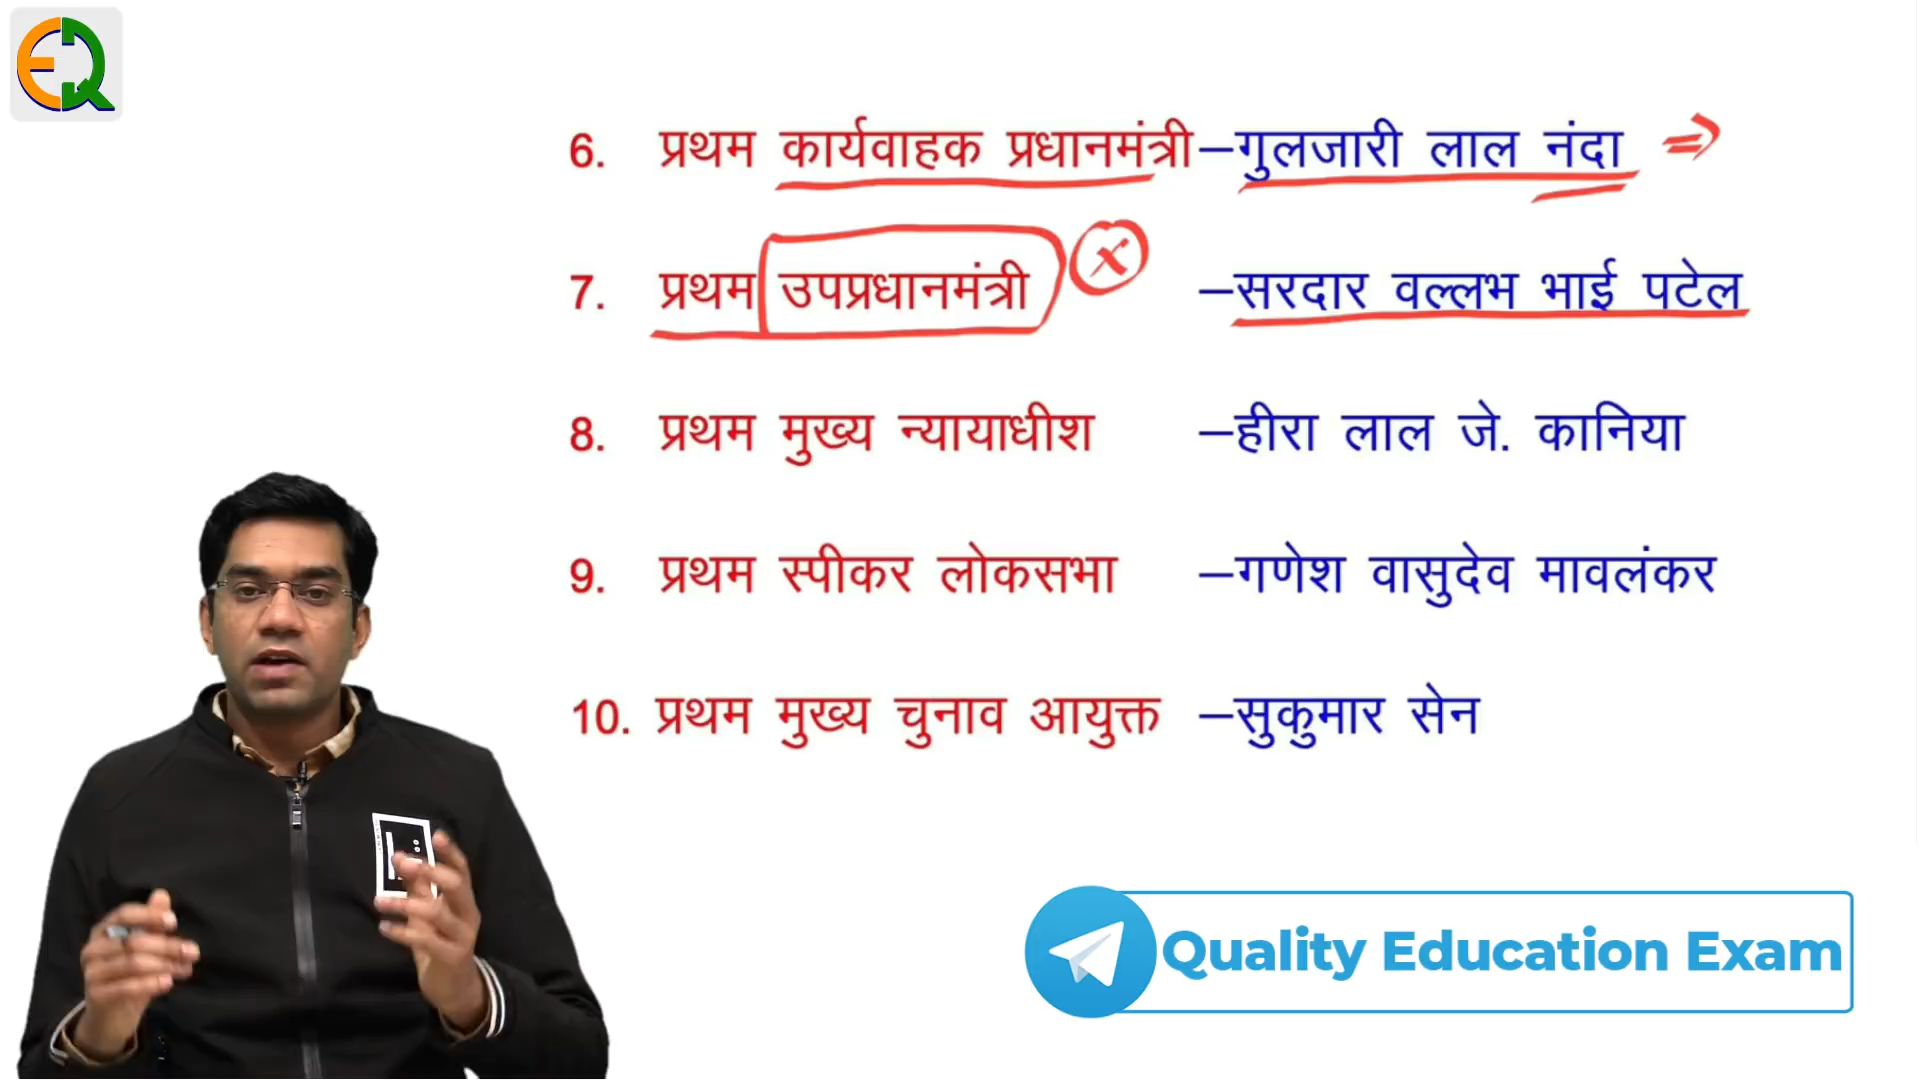 EQ
6. प्रथम कार्यवाहक प्रधानमंत्री –गुलजारी लाल नंदा ⇒
7. प्रथम उपप्रधानमंत्री x –सरदार वल्लभ भाई पटेल
8. प्रथम मुख्य न्यायाधीश –हीरा लाल जे. कानिया
9. प्रथम स्पीकर लोकसभा –गणेश वासुदेव मावलंकर
10. प्रथम मुख्य चुनाव आयुक्त –सुकुमार सेन
Quality Education Exam